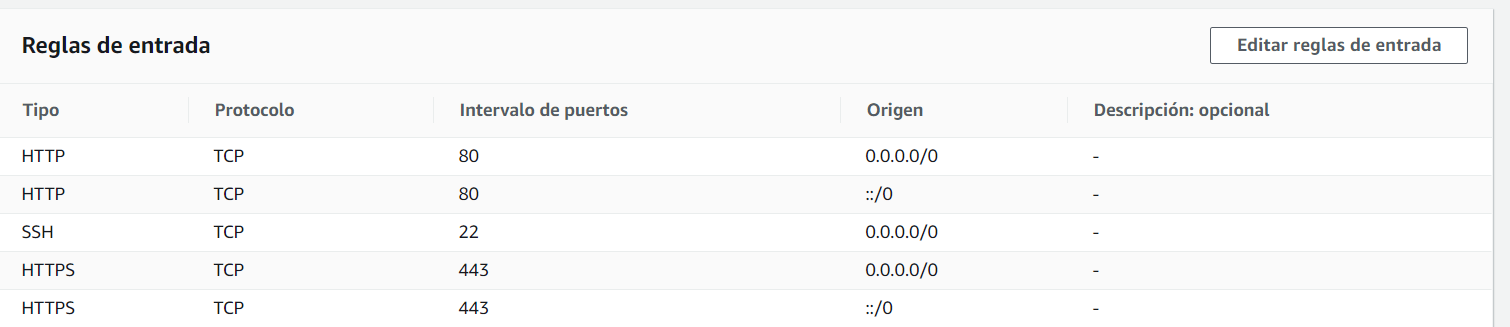 Reglas de entrada Editar reglas de entrada
Tipo Protocolo Intervalo de puertos Origen Descripción: opcional
HTTP TCP 80 0.0.0.0/0 -
HTTP TCP 80 ::/0 -
SSH TCP 22 0.0.0.0/0 -
HTTPS TCP 443 0.0.0.0/0 -
HTTPS TCP 443 ::/0 -